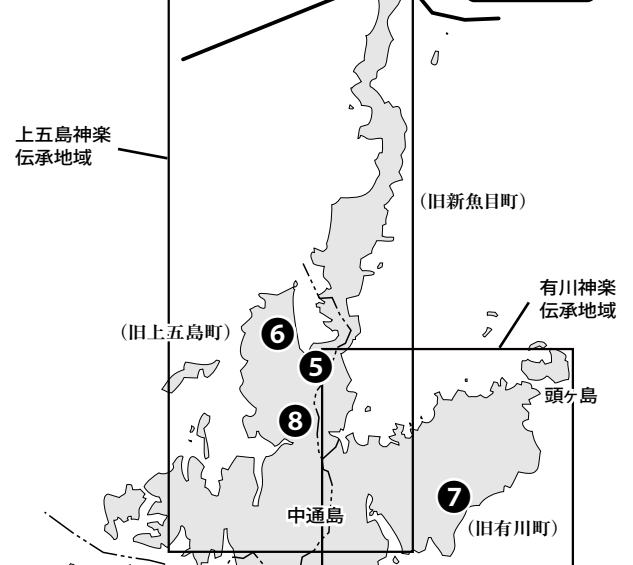 上五島神楽
伝承地域
(旧新魚目町)
有川神楽
伝承地域
(旧上五島町)
6
5
頭ヶ島
8
7
中通島
(旧有川町)